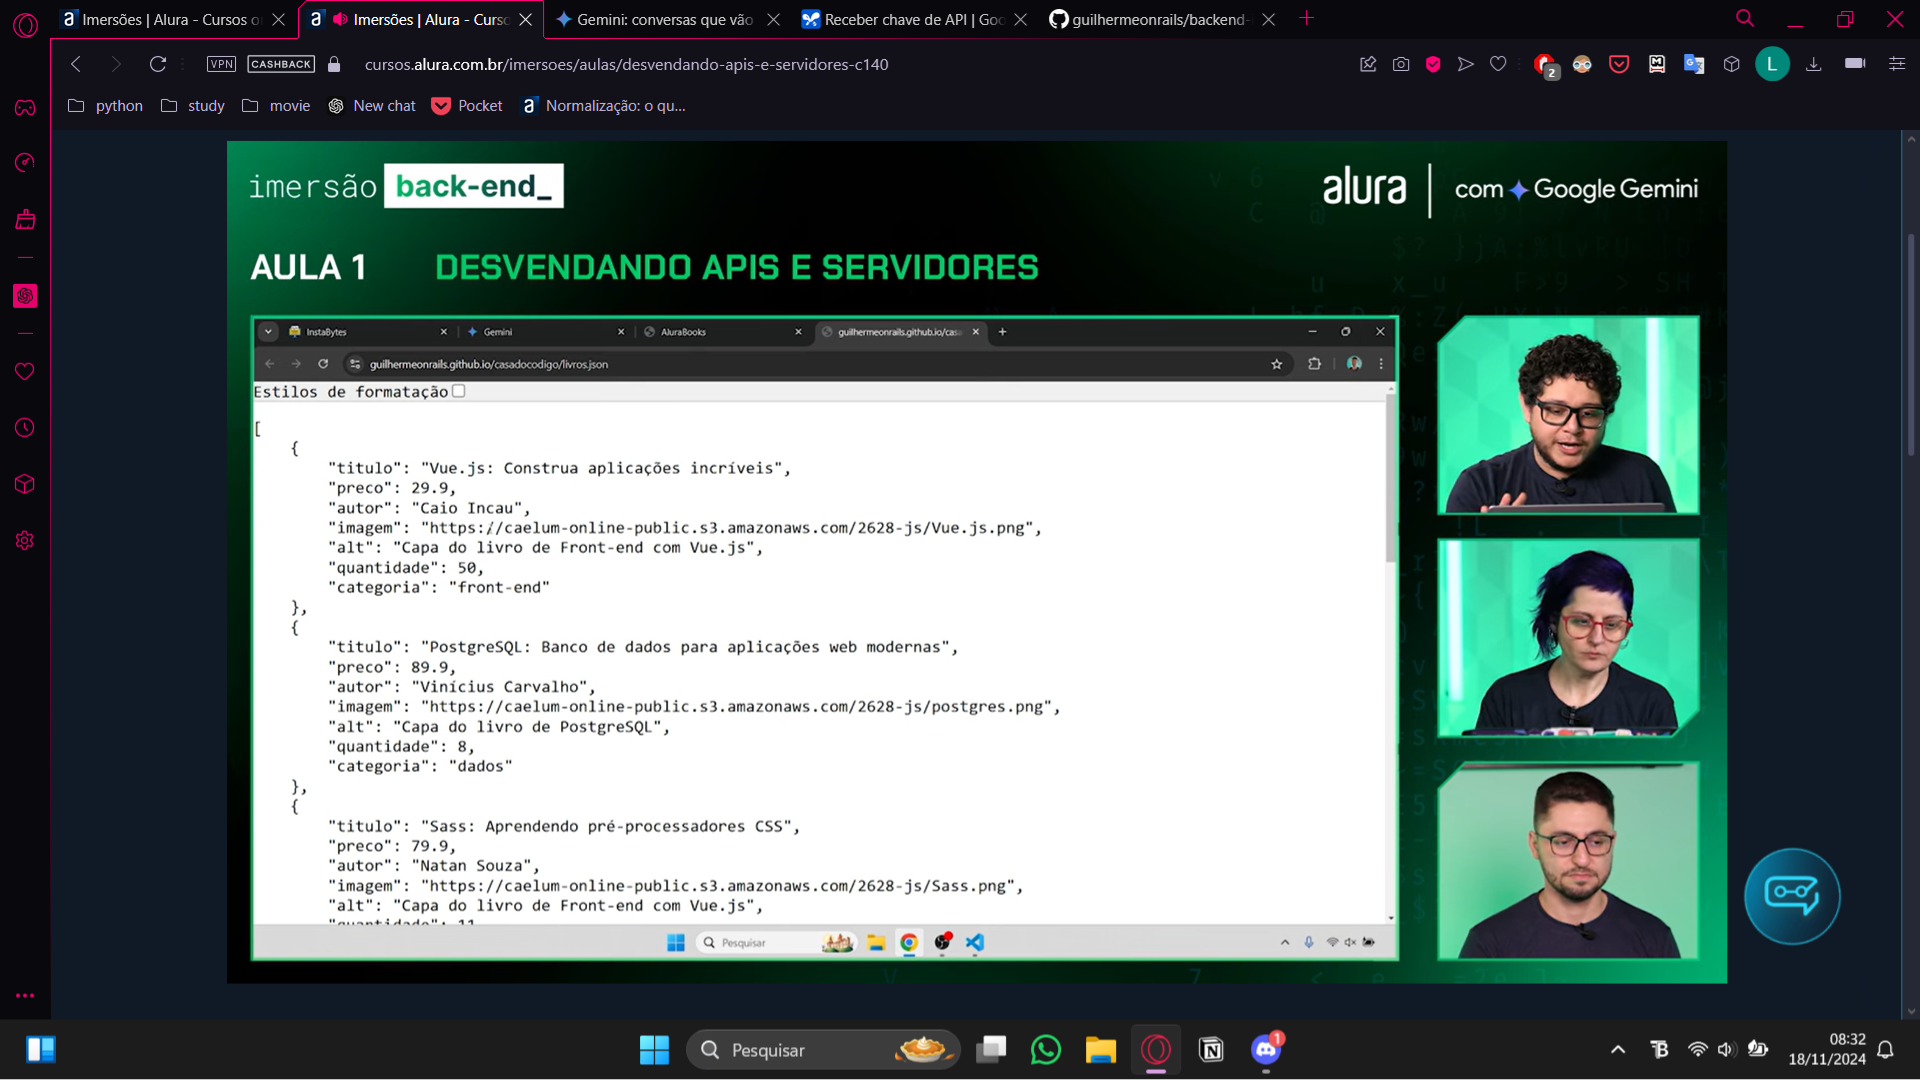 Imersões | Alura - Cursos o
Imersões | Alura - Curso
Gemini: conversas que vão
Receber chave de API | Goo
guilhermeonrails/backend-
VPN
CASHBACK
cursos.alura.com.br/imersoes/aulas/desvendando-apis-e-servidores-c140
2
L
python
study
movie
New chat
Pocket
Normalização: o qu...
imersão back-end_
alura | com Google Gemini
AULA 1 DESVENDANDO APIS E SERVIDORES
InstaBytes
Gemini
AluraBooks
guilhermeonrails.github.io/casa
guilhermeonrails.github.io/casadocodigo/livros.json
Estilos de formatação
[
{
"titulo": "Vue.js: Construa aplicações incríveis",
"preco": 29.9,
"autor": "Caio Incau",
"imagem": "https://caelum-online-public.s3.amazonaws.com/2628-js/Vue.js.png",
"alt": "Capa do livro de Front-end com Vue.js",
"quantidade": 50,
"categoria": "front-end"
},
{
"titulo": "PostgreSQL: Banco de dados para aplicações web modernas",
"preco": 89.9,
"autor": "Vinícius Carvalho",
"imagem": "https://caelum-online-public.s3.amazonaws.com/2628-js/postgres.png",
"alt": "Capa do livro de PostgreSQL",
"quantidade": 8,
"categoria": "dados"
},
{
"titulo": "Sass: Aprendendo pré-processadores CSS",
"preco": 79.9,
"autor": "Natan Souza",
"imagem": "https://caelum-online-public.s3.amazonaws.com/2628-js/Sass.png",
"alt": "Capa do livro de Front-end com Vue.js",
"quantidade": 11
Pesquisar
Pesquisar
1
08:32
18/11/2024